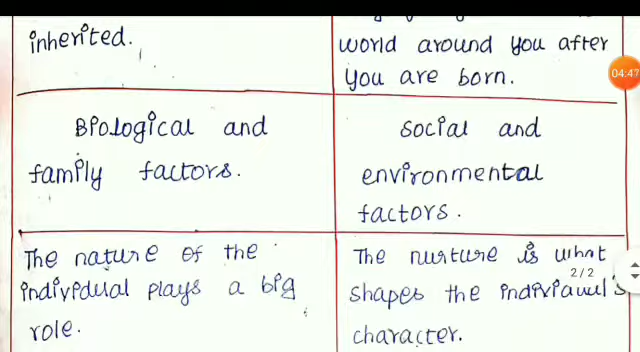 inherited.
world around you after
you are born.
04:47
Biological and
family factors.
social and
environmental
factors.
The nature of the
individual plays a big
role.
The nurture is what
2/2
shapes the individual's
character.